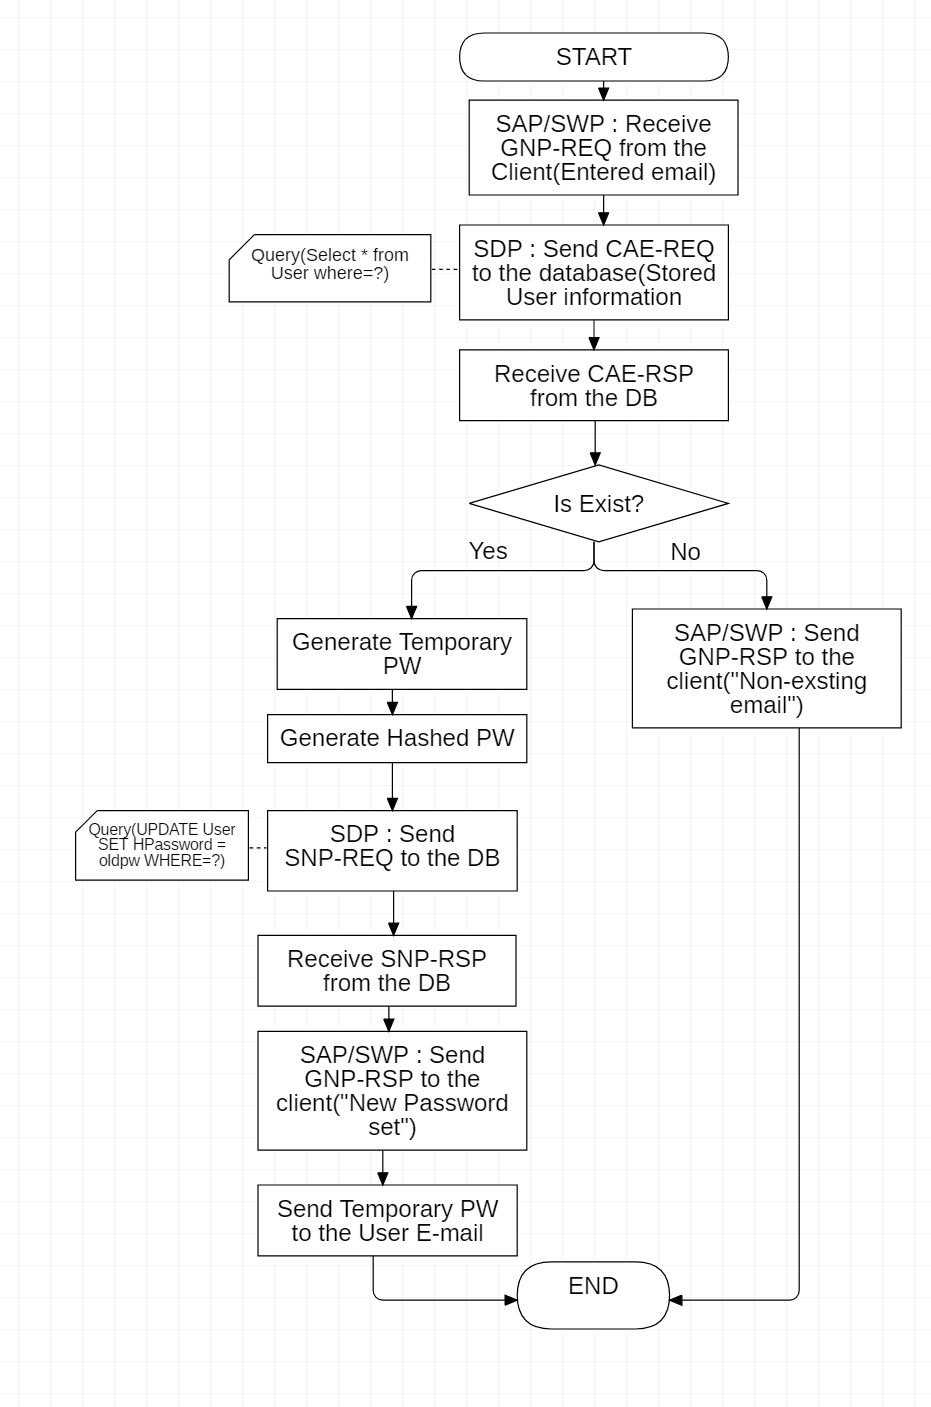 START
SAP/SWP : Receive
GNP-REQ from the
Client(Entered email)
Query(Select * from
User where=?)
SDP : Send CAE-REQ
to the database(Stored
User information
Receive CAE-RSP
from the DB
Is Exist?
Yes
No
Generate Temporary
PW
SAP/SWP : Send
GNP-RSP to the
client("Non-exsting
email")
Generate Hashed PW
Query(UPDATE User
SET HPassword =
oldpw WHERE=?)
SDP : Send
SNP-REQ to the DB
Receive SNP-RSP
from the DB
SAP/SWP : Send
GNP-RSP to the
client("New Password
set")
Send Temporary PW
to the User E-mail
END